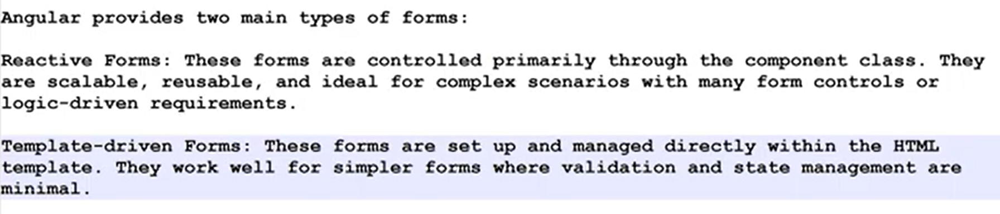 Angular provides two main types of forms:
Reactive Forms: These forms are controlled primarily through the component class. They
are scalable, reusable, and ideal for complex scenarios with many form controls or
logic-driven requirements.
Template-driven Forms: These forms are set up and managed directly within the HTML
template. They work well for simpler forms where validation and state management are
minimal.